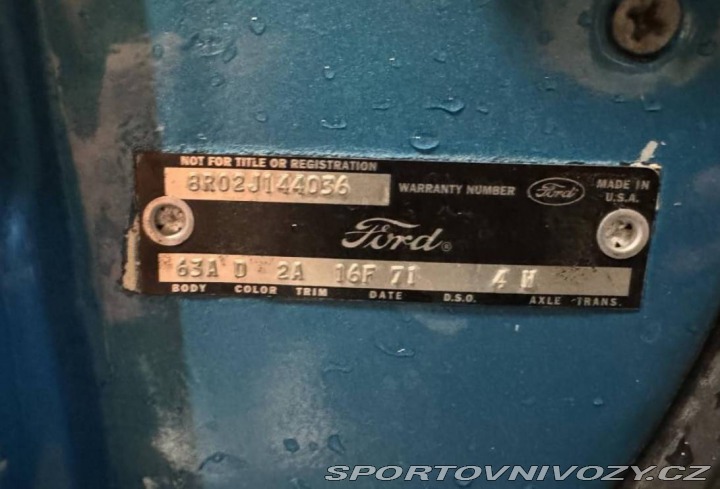 NOT FOR TITLE OR REGISTRATION
8R02J144036 WARRANTY NUMBER Ford MADE IN U.S.A.
Ford ®
63A D 2A 16F 71 4 W
BODY COLOR TRIM DATE D.S.O. AXLE TRANS.
SPORTOVNIVOZY.CZ